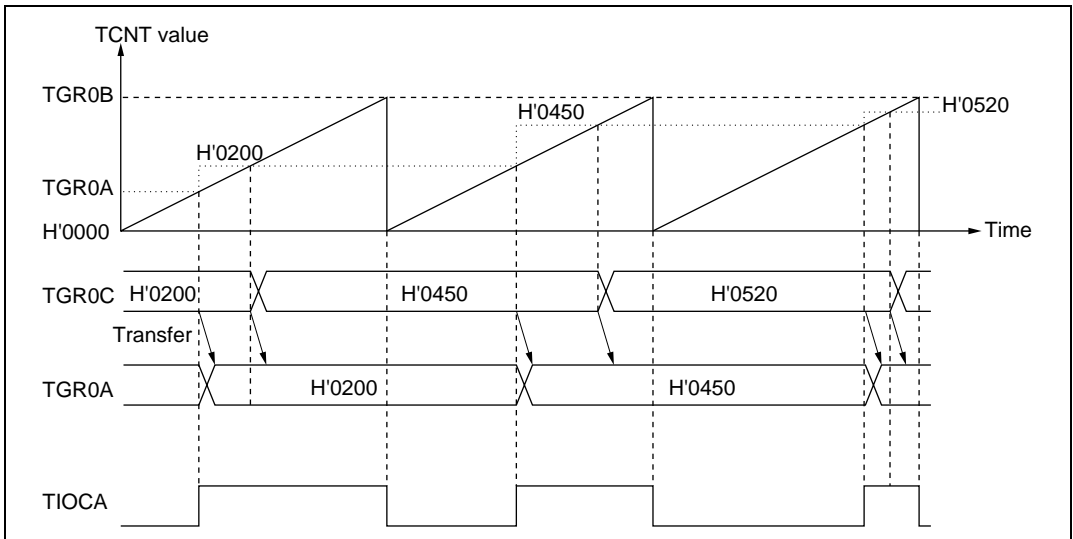 TCNT value
TGR0B
H'0520
H'0450
H'0200
TGR0A
H'0000
Time
TGR0C
H'0200
H'0450
H'0520
Transfer
TGR0A
H'0200
H'0450
TIOCA